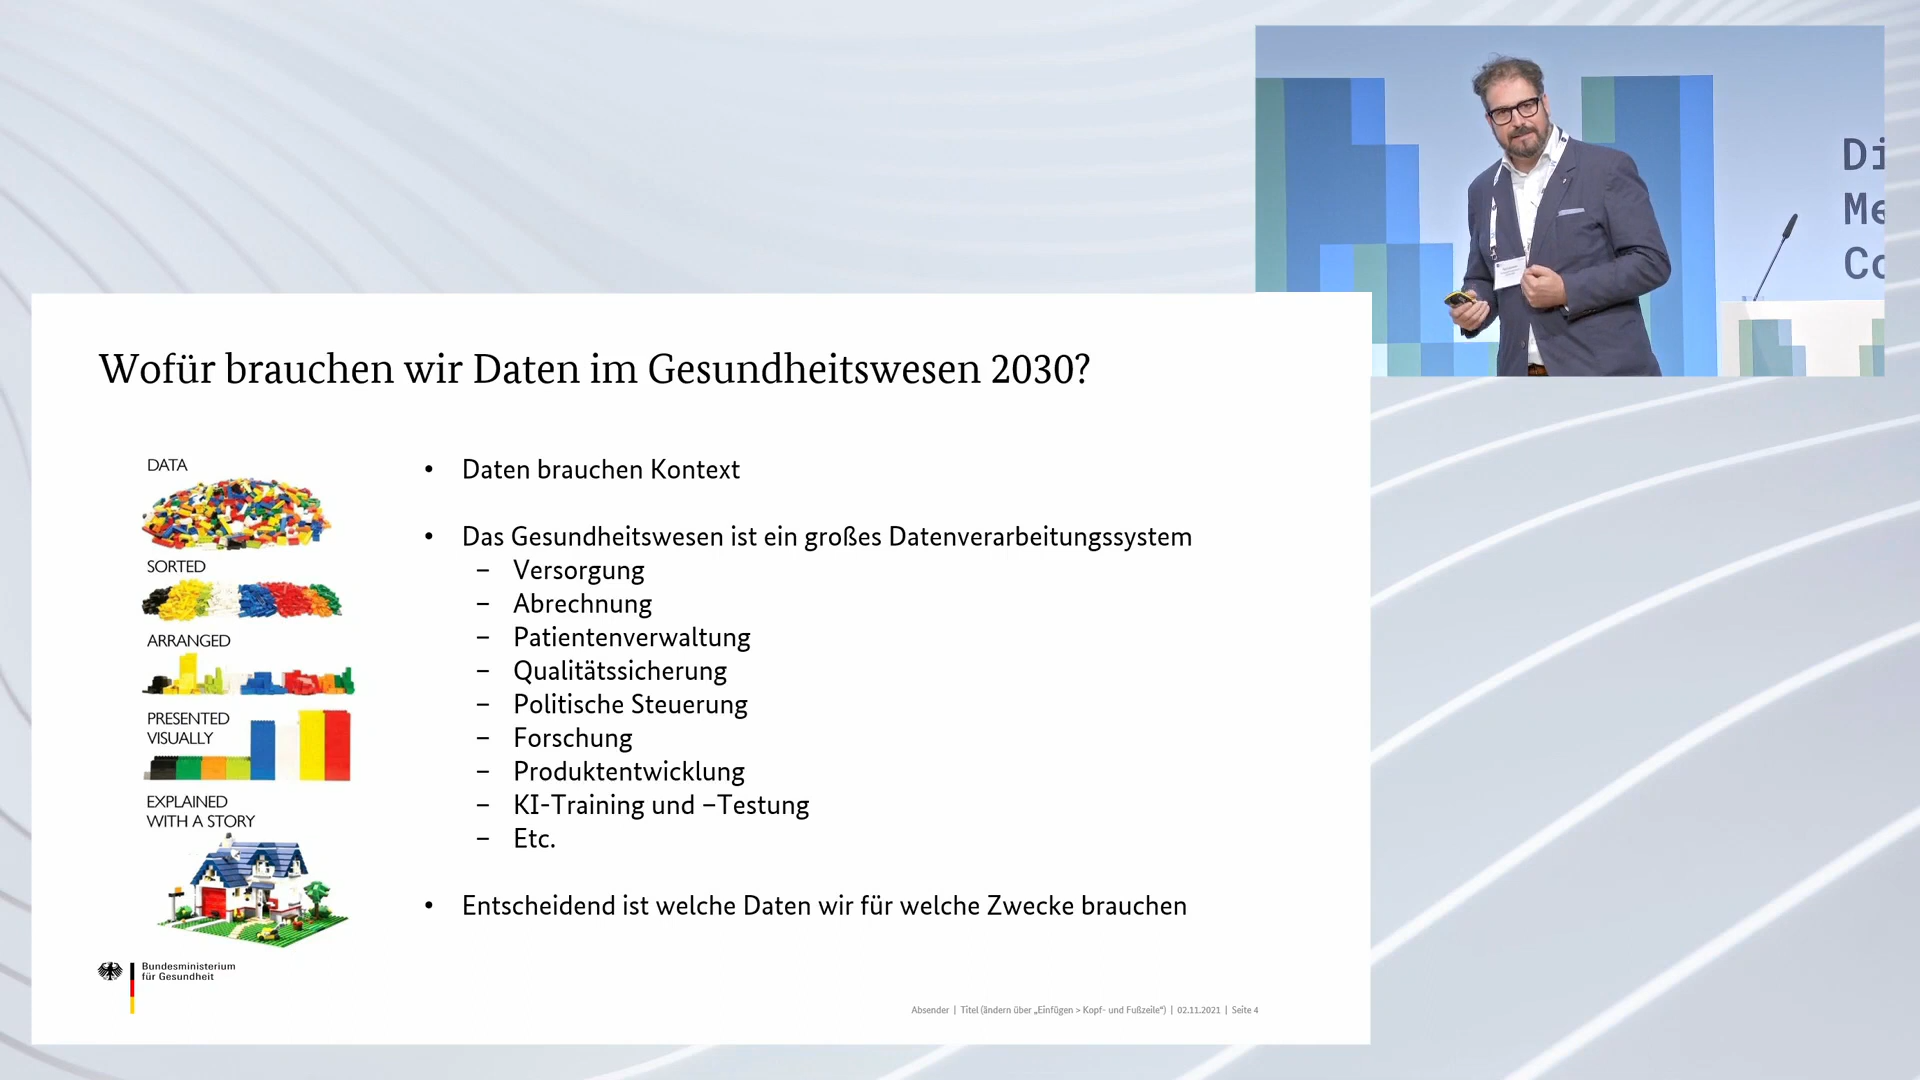 Di
Me
Co
Wofür brauchen wir Daten im Gesundheitswesen 2030?
DATA
SORTED
ARRANGED
PRESENTED
VISUALLY
EXPLAINED
WITH A STORY
• Daten brauchen Kontext
• Das Gesundheitswesen ist ein großes Datenverarbeitungssystem
– Versorgung
– Abrechnung
– Patientenverwaltung
– Qualitätssicherung
– Politische Steuerung
– Forschung
– Produktentwicklung
– KI-Training und –Testung
– Etc.
• Entscheidend ist welche Daten wir für welche Zwecke brauchen
Bundesministerium
für Gesundheit
Absender | Titel (ändern über „Einfügen > Kopf- und Fußzeile“) | 02.11.2021 | Seite 4